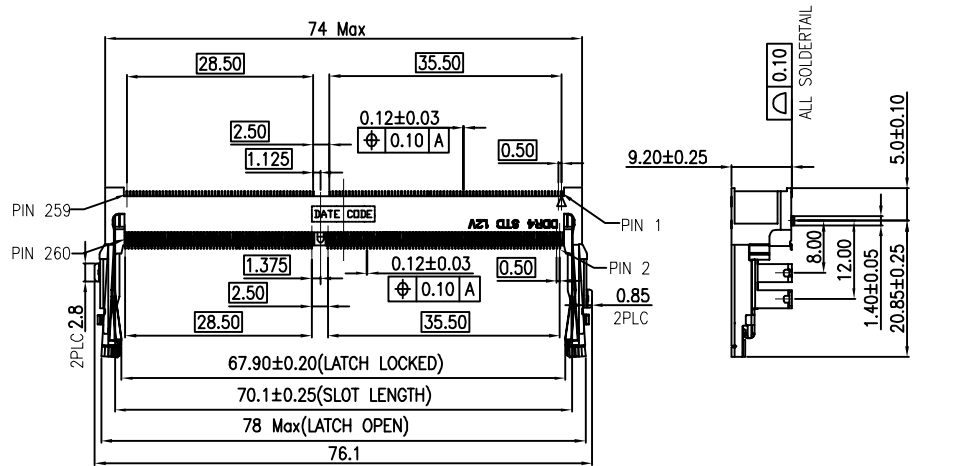 74 Max
28.50
35.50
0.12±0.03
⌖ 0.10 A
2.50
1.125
0.50
PIN 259
PIN 1
DATE CODE
DDR4 STD 1.2V
PIN 260
PIN 2
1.375
0.12±0.03
0.50
⌖ 0.10 A
2.50
0.85
2PLC
28.50
35.50
2PLC 2.8
67.90±0.20(LATCH LOCKED)
70.1±0.25(SLOT LENGTH)
78 Max(LATCH OPEN)
76.1
⌓ 0.10
ALL SOLDERTAIL
9.20±0.25
5.0±0.10
8.00
12.00
1.40±0.05
20.85±0.25